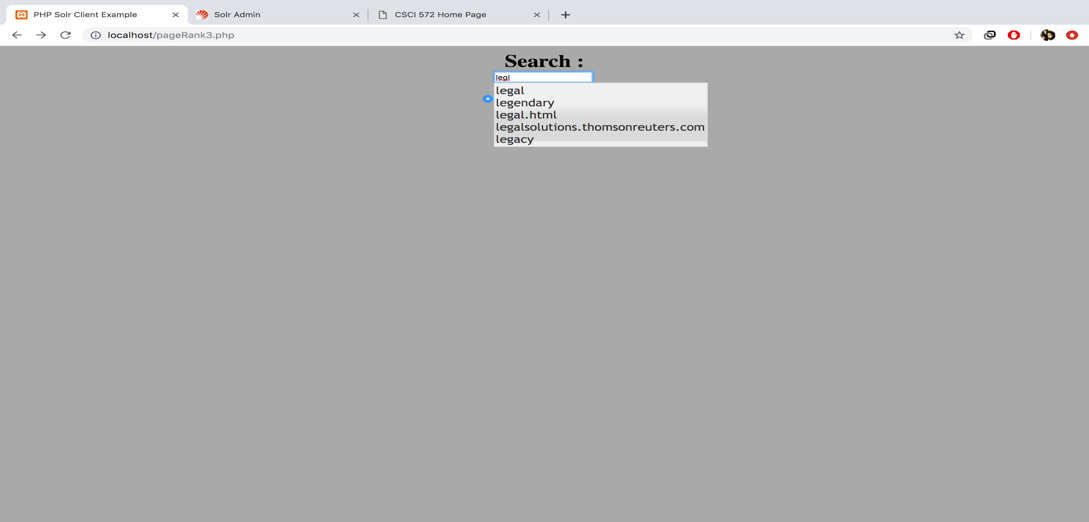 PHP Solr Client Example
Solr Admin
CSCI 572 Home Page
localhost/pageRank3.php
Search :
legl
legal
legendary
legal.html
legalsolutions.thomsonreuters.com
legacy